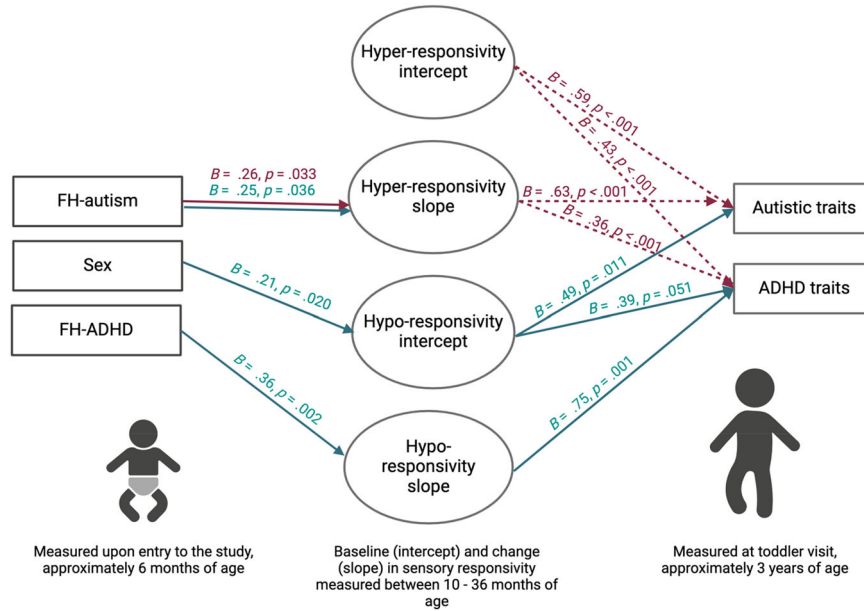 Hyper-responsivity
intercept
B = .59, p < .001
B = .43, p < .001
B = .26, p = .033
B = .25, p = .036
FH-autism
Hyper-responsivity
slope
B = .63, p < .001
B = .36, p < .001
Autistic traits
Sex
B = .21, p = .020
B = .49, p = .011
ADHD traits
FH-ADHD
Hypo-responsivity
intercept
B = .39, p = .051
B = .36, p = .002
B = .75, p = .001
Hypo-
responsivity
slope
Measured upon entry to the study,
approximately 6 months of age
Baseline (intercept) and change
(slope) in sensory responsivity
measured between 10 - 36 months of
age
Measured at toddler visit,
approximately 3 years of age